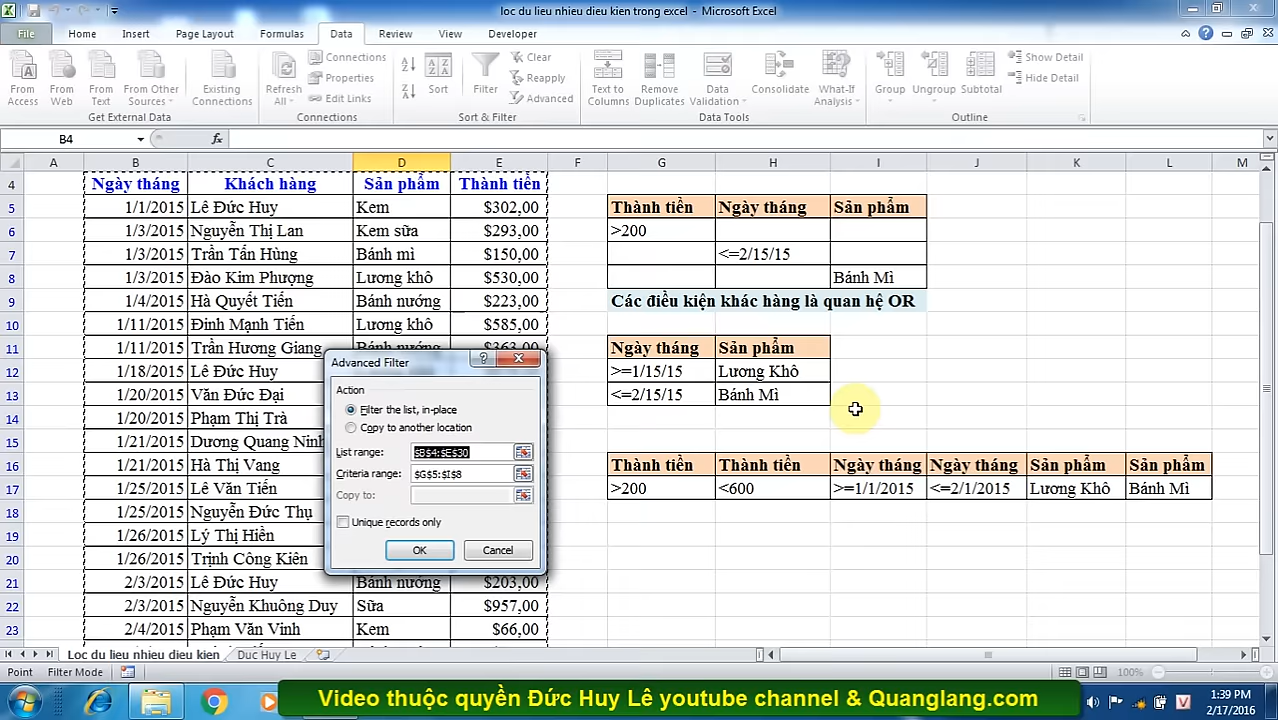 loc du lieu nhieu dieu kien trong excel - Microsoft Excel
File Home Insert Page Layout Formulas Data Review View Developer
From Access From Web From Text From Other Sources Existing Connections Refresh All Connections Properties Edit Links Sort Filter Clear Reapply Advanced Text to Columns Remove Duplicates Data Validation Consolidate What-If Analysis Group Ungroup Subtotal Show Detail Hide Detail
Get External Data Connections Sort & Filter Data Tools Outline
B4 fx
A B C D E F G H I J K L M
4 Ngày tháng Khách hàng Sản phẩm Thành tiền
5 1/1/2015 Lê Đức Huy Kem $302,00 Thành tiền Ngày tháng Sản phẩm
6 1/3/2015 Nguyễn Thị Lan Kem sữa $293,00 >200
7 1/3/2015 Trần Tấn Hùng Bánh mì $150,00 <=2/15/15
8 1/3/2015 Đào Kim Phượng Lương khô $530,00 Bánh Mì
9 1/4/2015 Hà Quyết Tiến Bánh nướng $223,00 Các điều kiện khác hàng là quan hệ OR
10 1/11/2015 Đinh Mạnh Tiến Lương khô $585,00
11 1/11/2015 Trần Hương Giang Bánh nướng $363,00 Ngày tháng Sản phẩm
12 1/18/2015 Lê Đức Huy >=1/15/15 Lương Khô
13 1/20/2015 Văn Đức Đại <=2/15/15 Bánh Mì
14 1/20/2015 Phạm Thị Trà
15 1/21/2015 Dương Quang Ninh
16 1/21/2015 Hà Thị Vang Thành tiền Thành tiền Ngày tháng Ngày tháng Sản phẩm Sản phẩm
17 1/25/2015 Lê Văn Tiến >200 <600 >=1/1/2015 <=2/1/2015 Lương Khô Bánh Mì
18 1/25/2015 Nguyễn Đức Thụ
19 1/26/2015 Lý Thị Hiền
20 1/26/2015 Trịnh Công Kiên
21 2/3/2015 Lê Đức Huy Bánh nướng $203,00
22 2/3/2015 Nguyễn Khuông Duy Sữa $957,00
23 2/4/2015 Phạm Văn Vinh Kem $66,00
Advanced Filter
Action
Filter the list, in-place
Copy to another location
List range: $B$4:$E$30
Criteria range: $G$5:$I$8
Copy to:
Unique records only
OK Cancel
Loc du lieu nhieu dieu kien Duc Huy Le
Point Filter Mode 100%
Video thuộc quyền Đức Huy Lê youtube channel & Quanglang.com
V 1:39 PM
2/17/2016